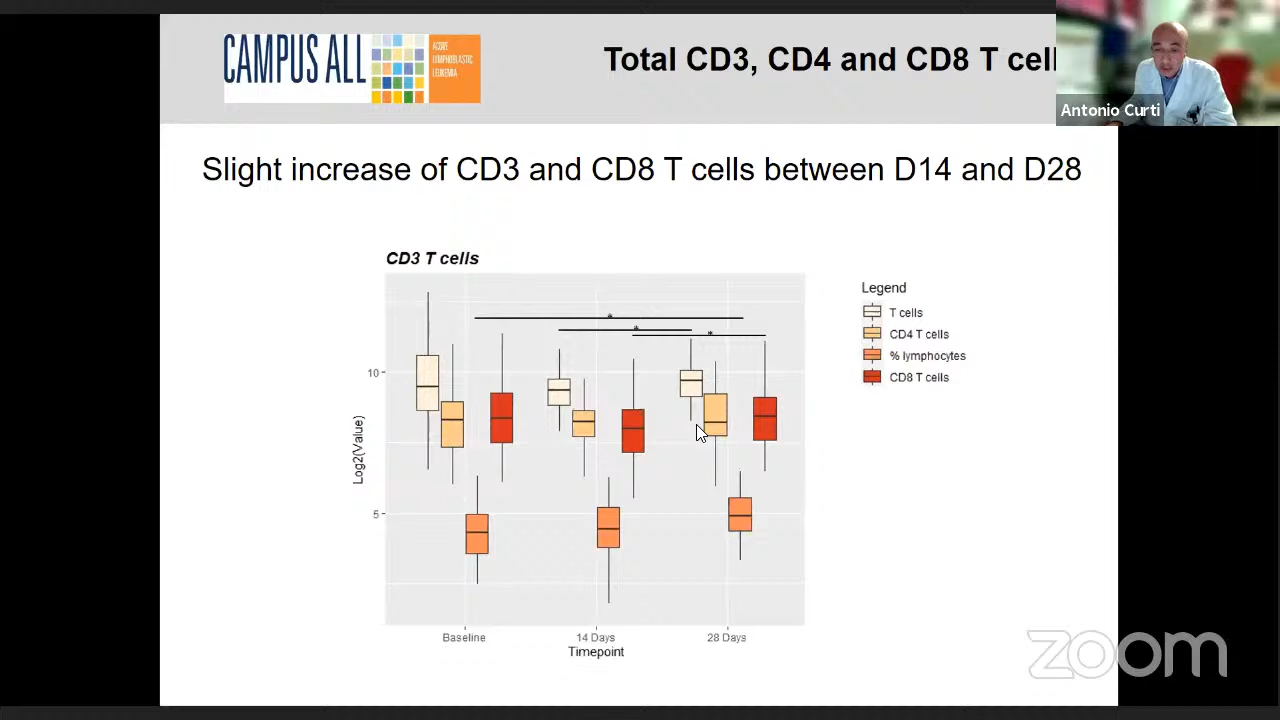 CAMPUS ALL
ACUTE
LYMPHOBLASTIC
LEUKEMIA
Total CD3, CD4 and CD8 T cell
Antonio Curti
Slight increase of CD3 and CD8 T cells between D14 and D28
CD3 T cells
Legend
T cells
CD4 T cells
% lymphocytes
CD8 T cells
*
*
*
10
5
Log2(Value)
Baseline
14 Days
28 Days
Timepoint
zoom